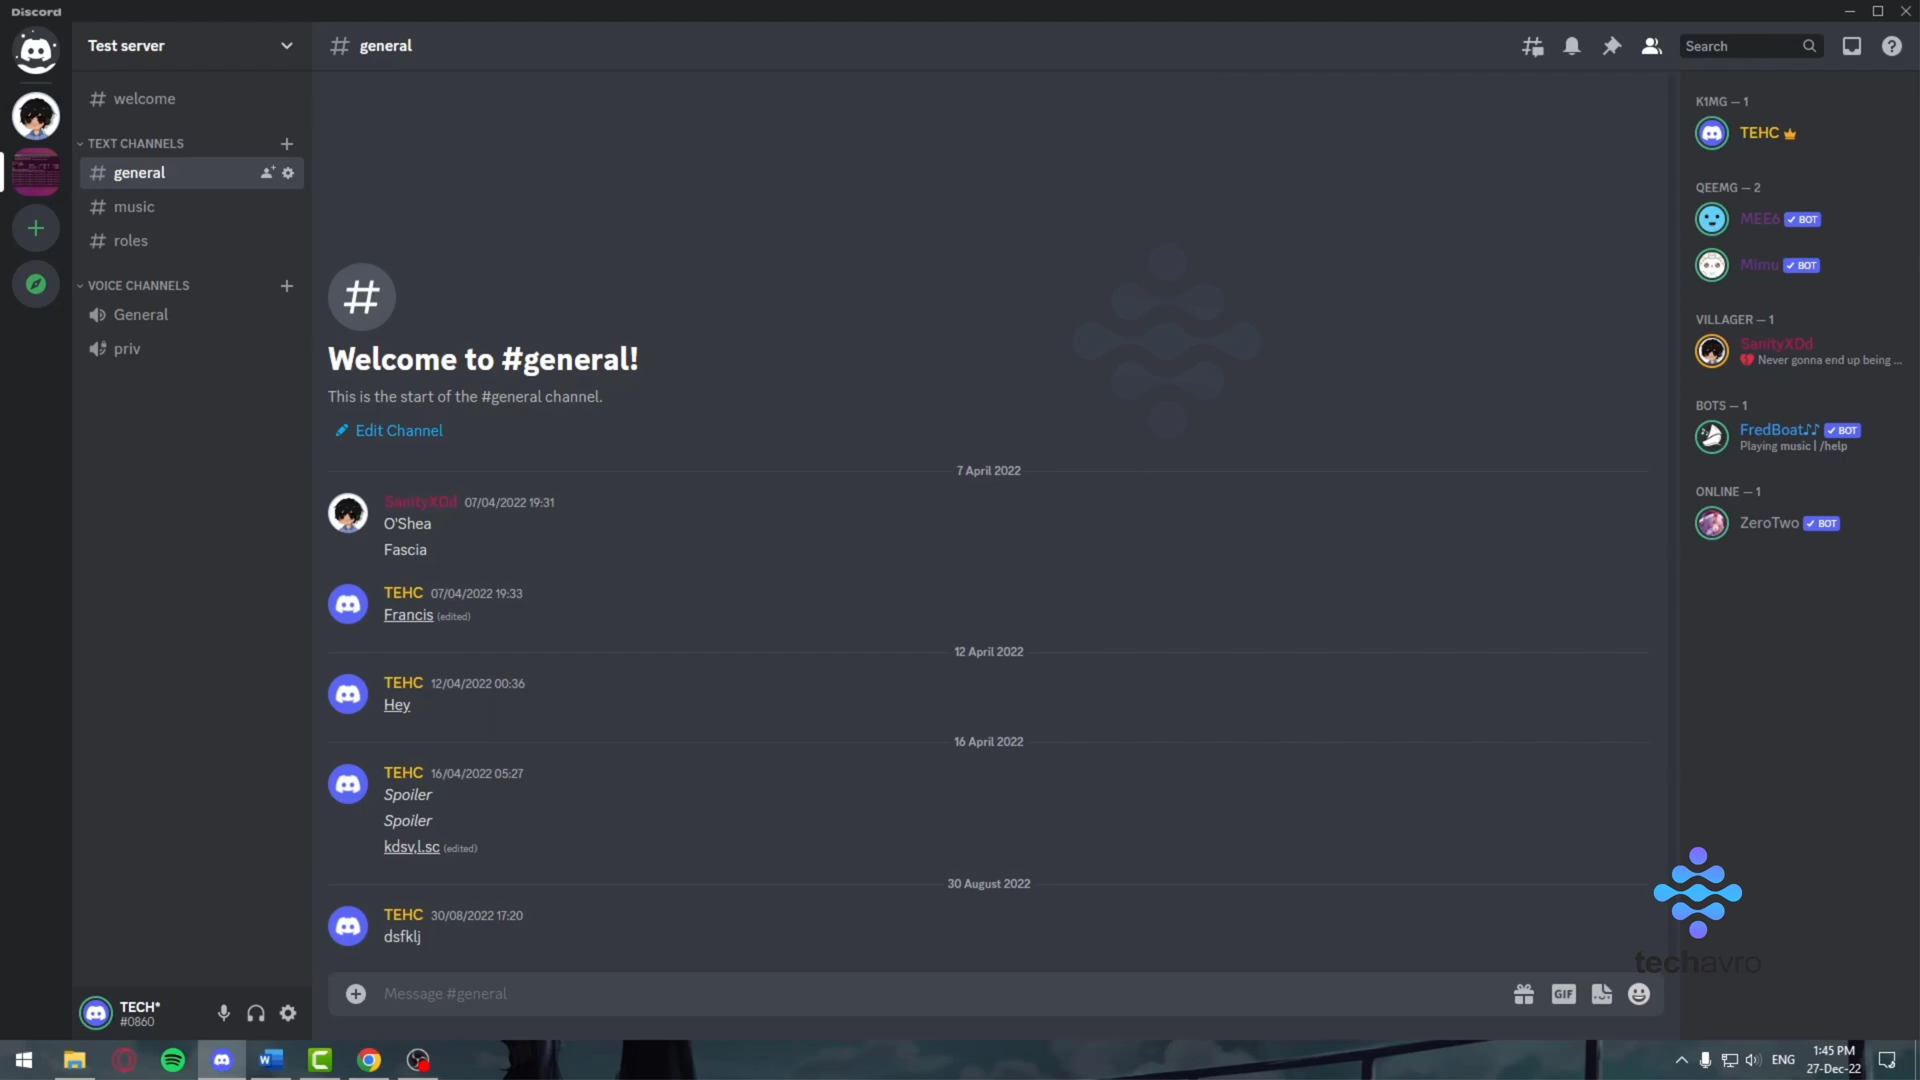 Discord
Test server
general
Search
welcome
TEXT CHANNELS
general
music
roles
VOICE CHANNELS
General
priv
Welcome to #general!
This is the start of the #general channel.
Edit Channel
7 April 2022
SanityXDd 07/04/2022 19:31
O'Shea
Fascia
TEHC 07/04/2022 19:33
Francis (edited)
12 April 2022
TEHC 12/04/2022 00:36
Hey
16 April 2022
TEHC 16/04/2022 05:27
Spoiler
Spoiler
kdsv,l.sc (edited)
30 August 2022
TEHC 30/08/2022 17:20
dsfklj
Message #general
GIF
K1MG — 1
TEHC
QEEMG — 2
MEE6 BOT
Mimu BOT
VILLAGER — 1
SanityXDd
Never gonna end up being ...
BOTS — 1
FredBoat♪♪ BOT
Playing music | /help
ONLINE — 1
ZeroTwo BOT
techavro
TECH*
#0860
ENG
1:45 PM
27-Dec-22